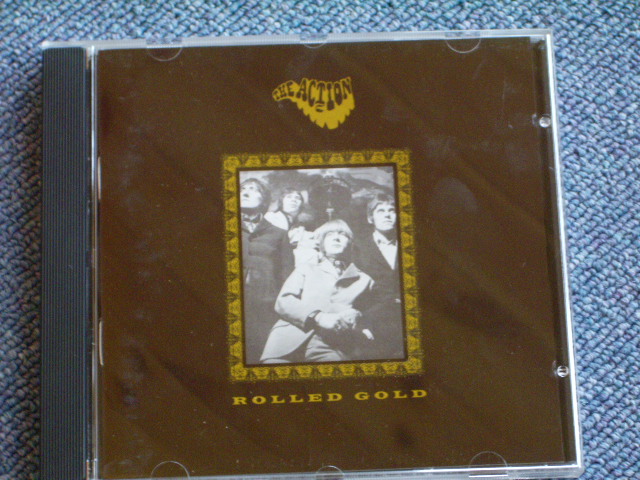 THE ACTION
ROLLED GOLD